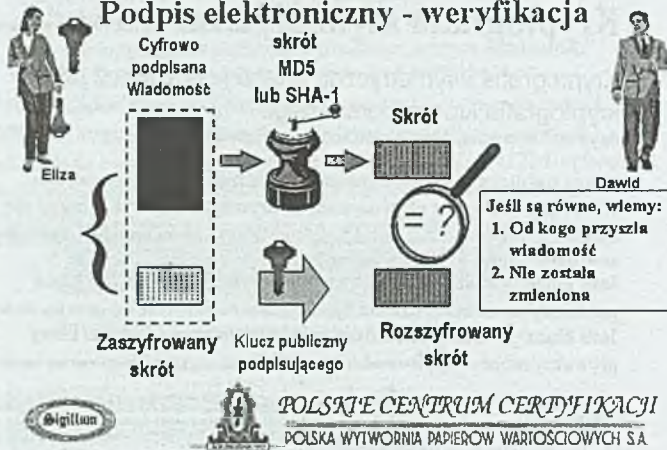 Podpis elektroniczny - weryfikacja
Cyfrowo
podpisana
Wiadomość
skrót
MD5
lub SHA-1
Skrót
Eliza
Dawid
= ?
Jeśli są równe, wiemy:
1. Od kogo przyszła
wiadomość
2. Nie została
zmieniona
Zaszyfrowany
skrót
Klucz publiczny
podpisującego
Rozszyfrowany
skrót
Sigillum
POLSKIE CENTRUM CERTYFIKACJI
POLSKA WYTWÓRNIA PAPIERÓW WARTOŚCIOWYCH S.A.